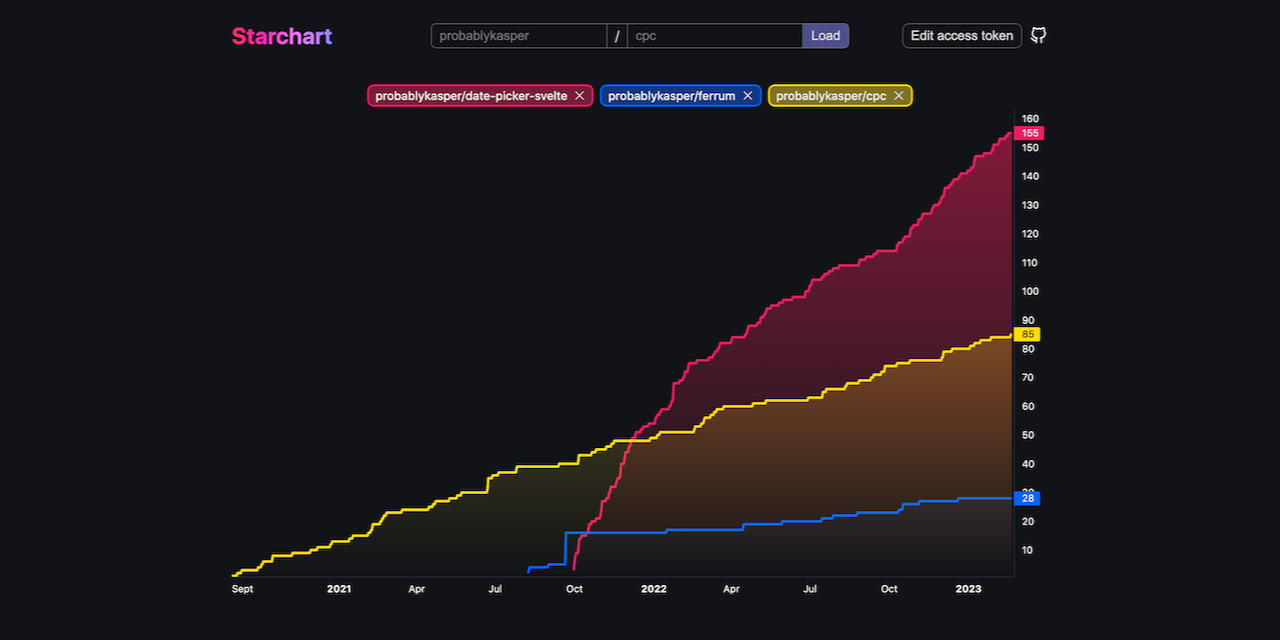 Starchart
probablykasper / cpc Load
Edit access token
probablykasper/date-picker-svelte ×
probablykasper/ferrum ×
probablykasper/cpc ×
160
155
150
140
130
120
110
100
90
85
80
70
60
50
40
30
28
20
10
Sept 2021 Apr Jul Oct 2022 Apr Jul Oct 2023